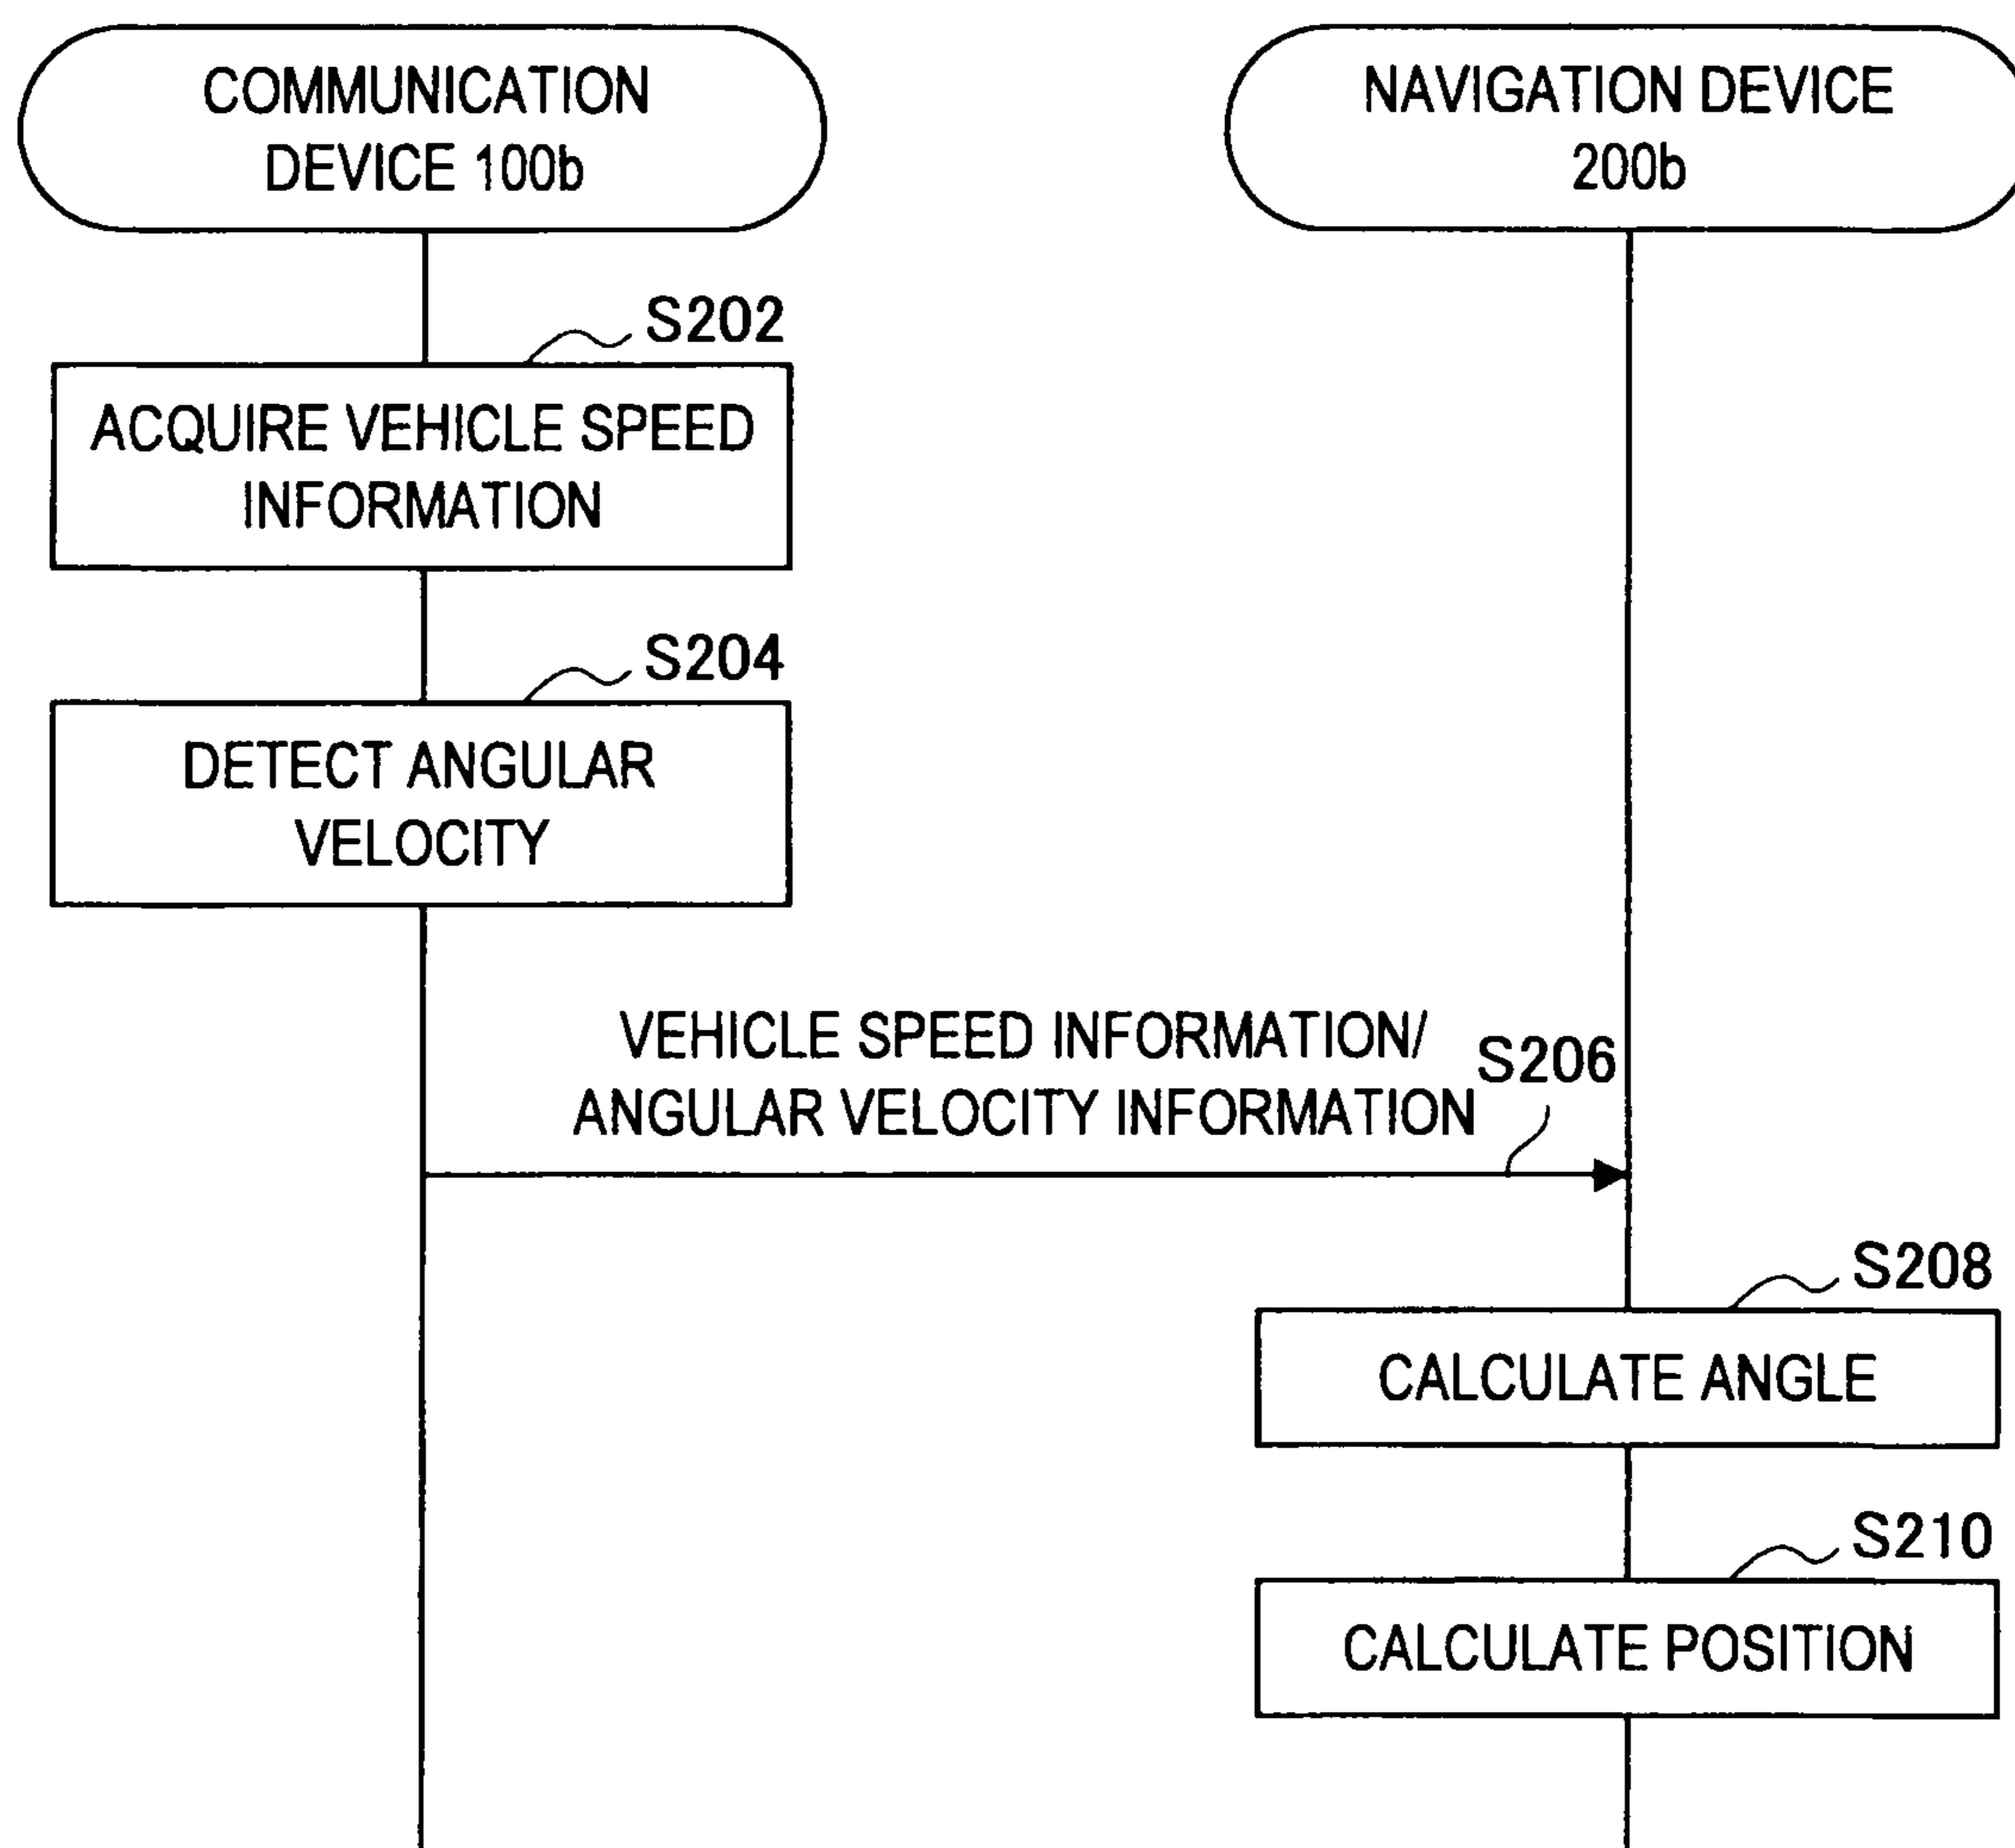 COMMUNICATION
DEVICE 100b
NAVIGATION DEVICE
200b
S202
ACQUIRE VEHICLE SPEED
INFORMATION
S204
DETECT ANGULAR
VELOCITY
VEHICLE SPEED INFORMATION/
ANGULAR VELOCITY INFORMATION
S206
S208
CALCULATE ANGLE
S210
CALCULATE POSITION